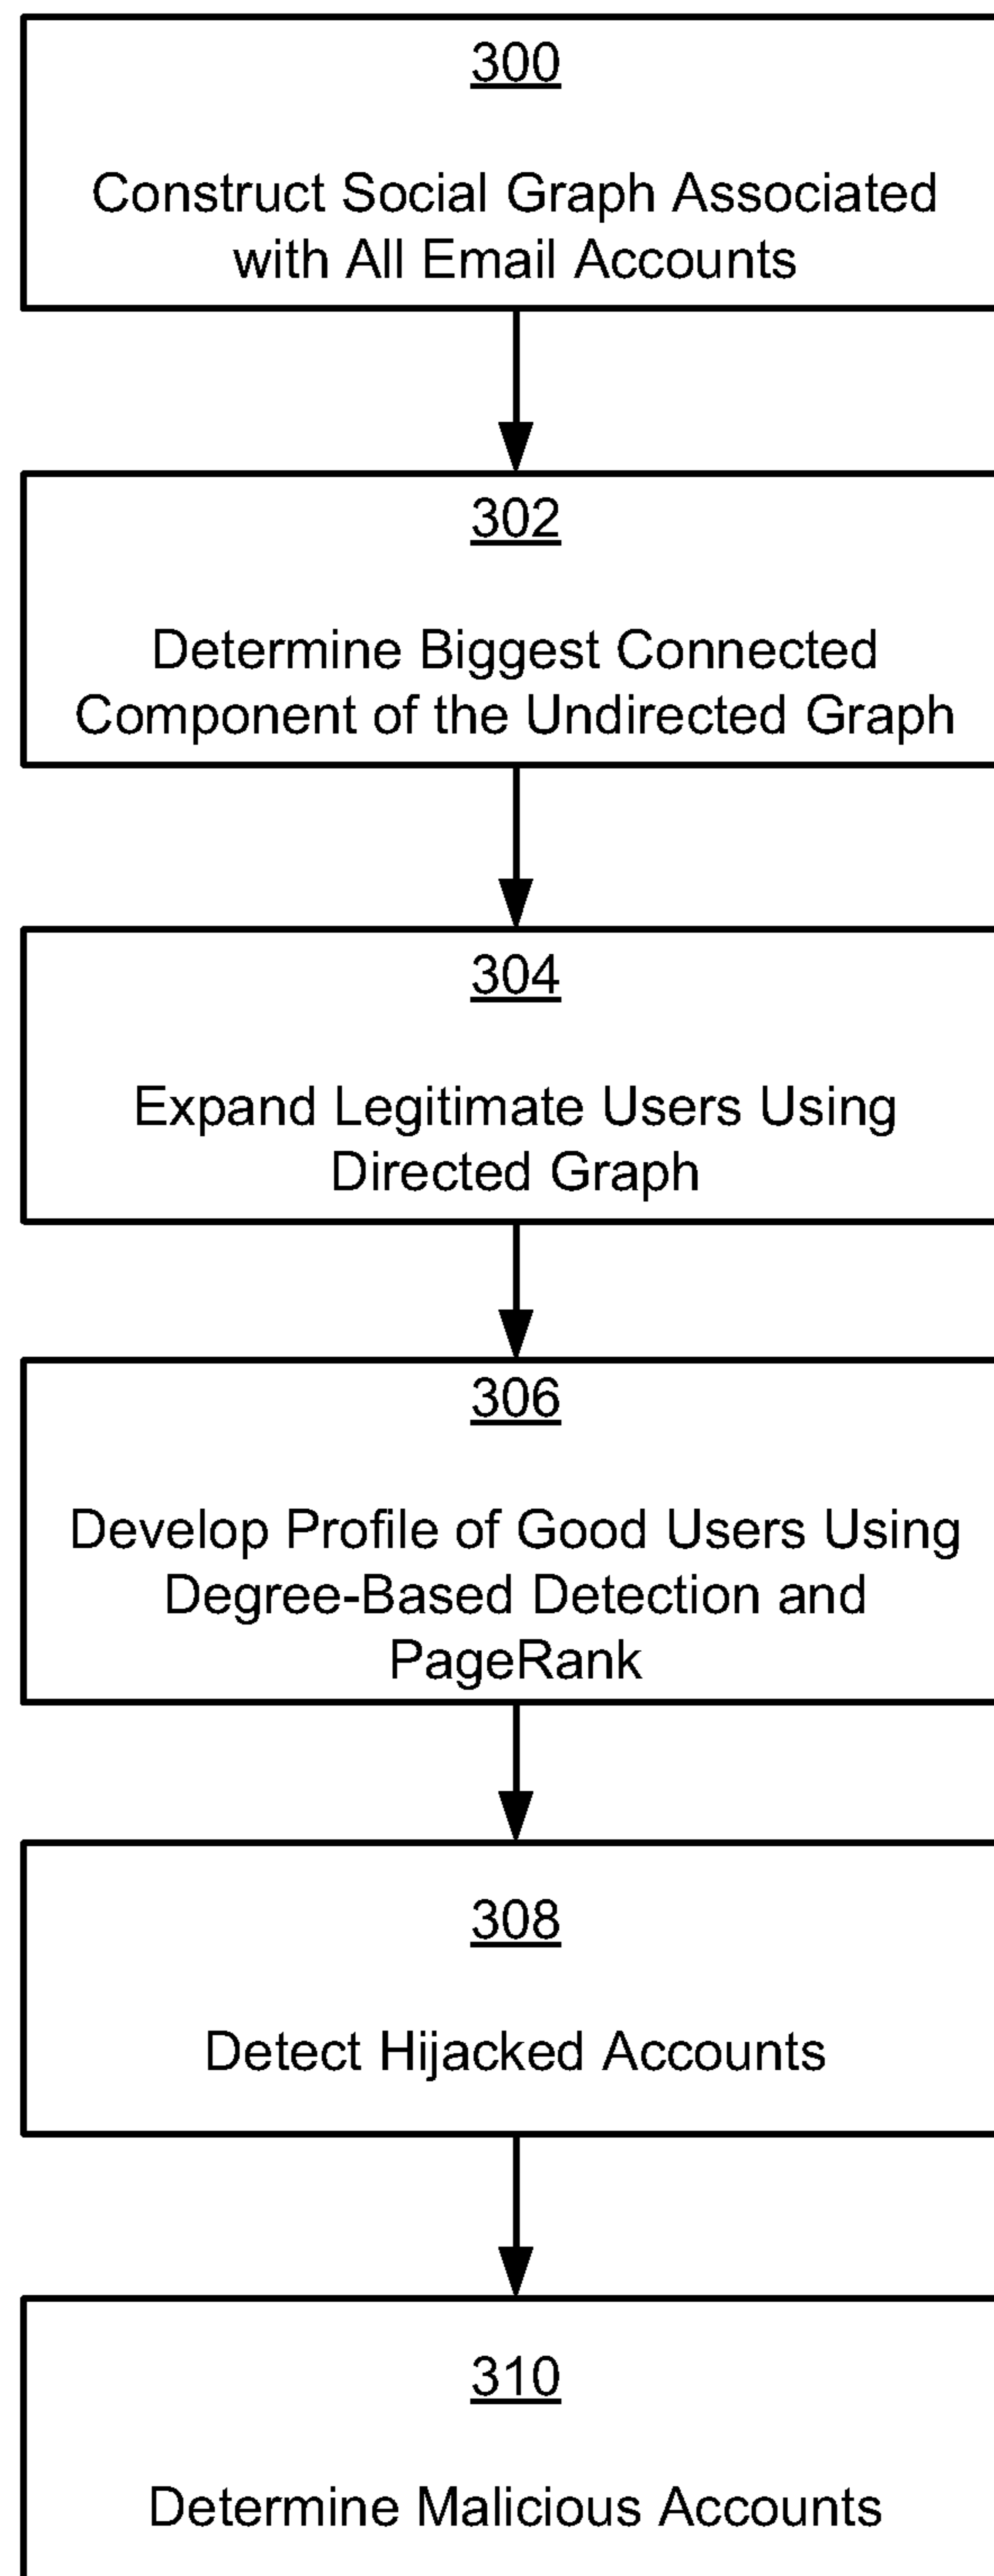 300
Construct Social Graph Associated
with All Email Accounts
302
Determine Biggest Connected
Component of the Undirected Graph
304
Expand Legitimate Users Using
Directed Graph
306
Develop Profile of Good Users Using
Degree-Based Detection and
PageRank
308
Detect Hijacked Accounts
310
Determine Malicious Accounts